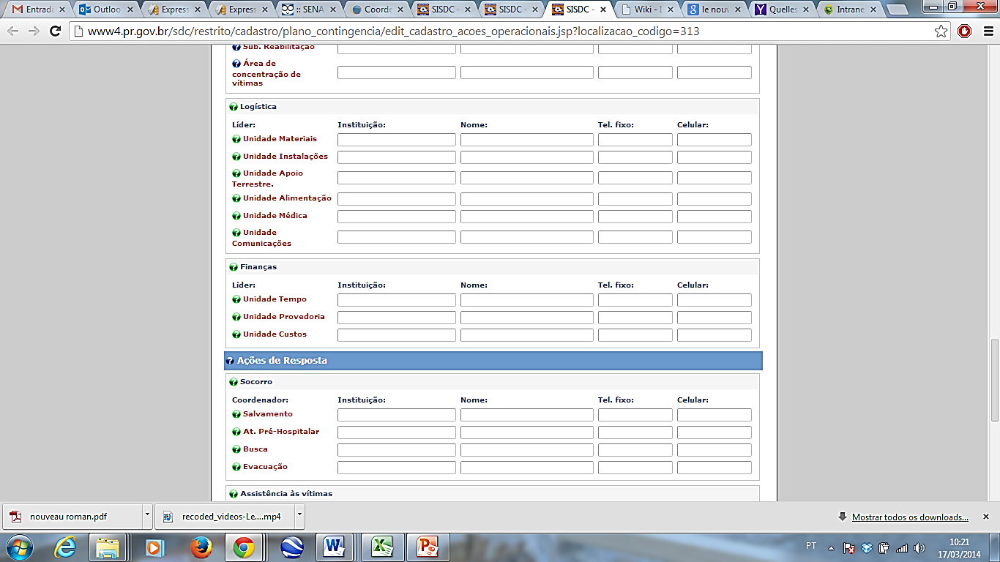 Entrada
Outloo
Express
Express
:: SENA
Coorde
SISDC -
SISDC -
SISDC -
Wiki - I
le nouv
Quelles
Intrane
www4.pr.gov.br/sdc/restrito/cadastro/plano_contingencia/edit_cadastro_acoes_operacionais.jsp?localizacao_codigo=313
Sub. Reabilitação
Área de
concentração de
vítimas
Logística
Líder: Instituição: Nome: Tel. fixo: Celular:
Unidade Materiais
Unidade Instalações
Unidade Apoio
Terrestre.
Unidade Alimentação
Unidade Médica
Unidade
Comunicações
Finanças
Líder: Instituição: Nome: Tel. fixo: Celular:
Unidade Tempo
Unidade Provedoria
Unidade Custos
Ações de Resposta
Socorro
Coordenador: Instituição: Nome: Tel. fixo: Celular:
Salvamento
At. Pré-Hospitalar
Busca
Evacuação
Assistência às vítimas
nouveau roman.pdf
recoded_videos-Le....mp4
Mostrar todos os downloads...
PT
10:21
17/03/2014